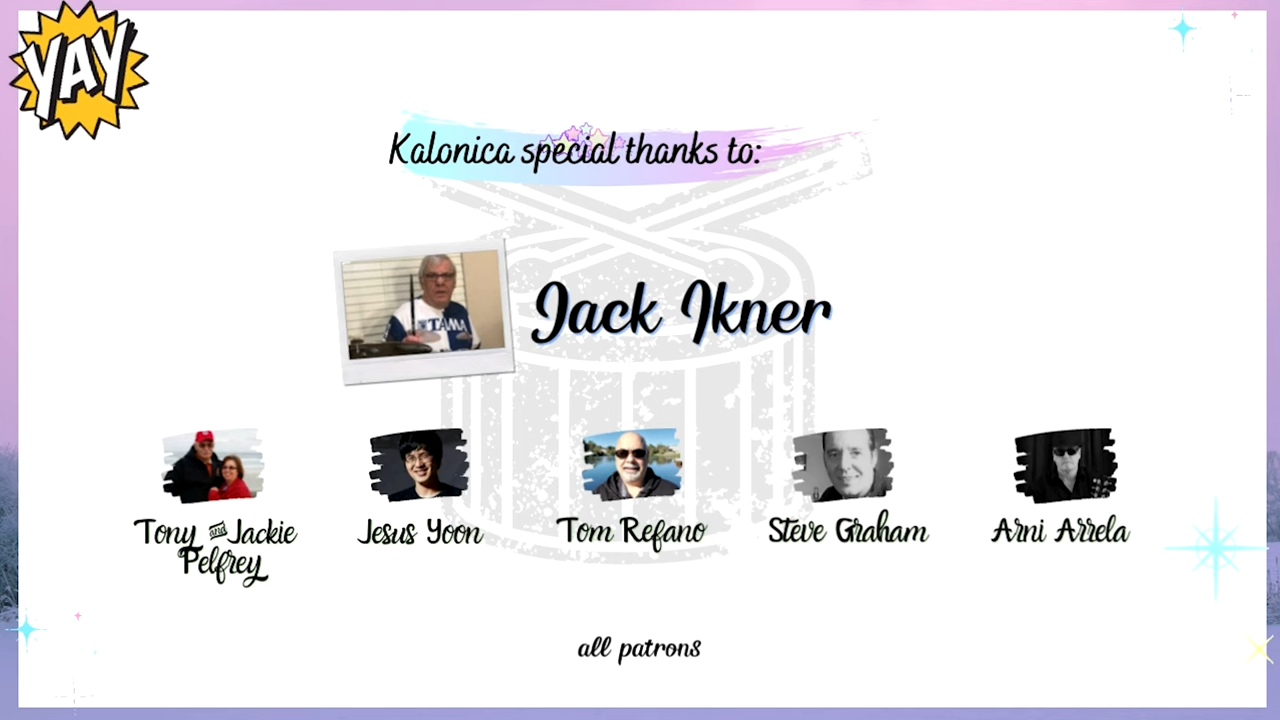 YAY
Kalonica special thanks to:
TAMA
Jack Ikner
Tony and Jackie
Pelfrey
Jesus Yoon
Tom Refano
Steve Graham
Arni Arrela
all patrons